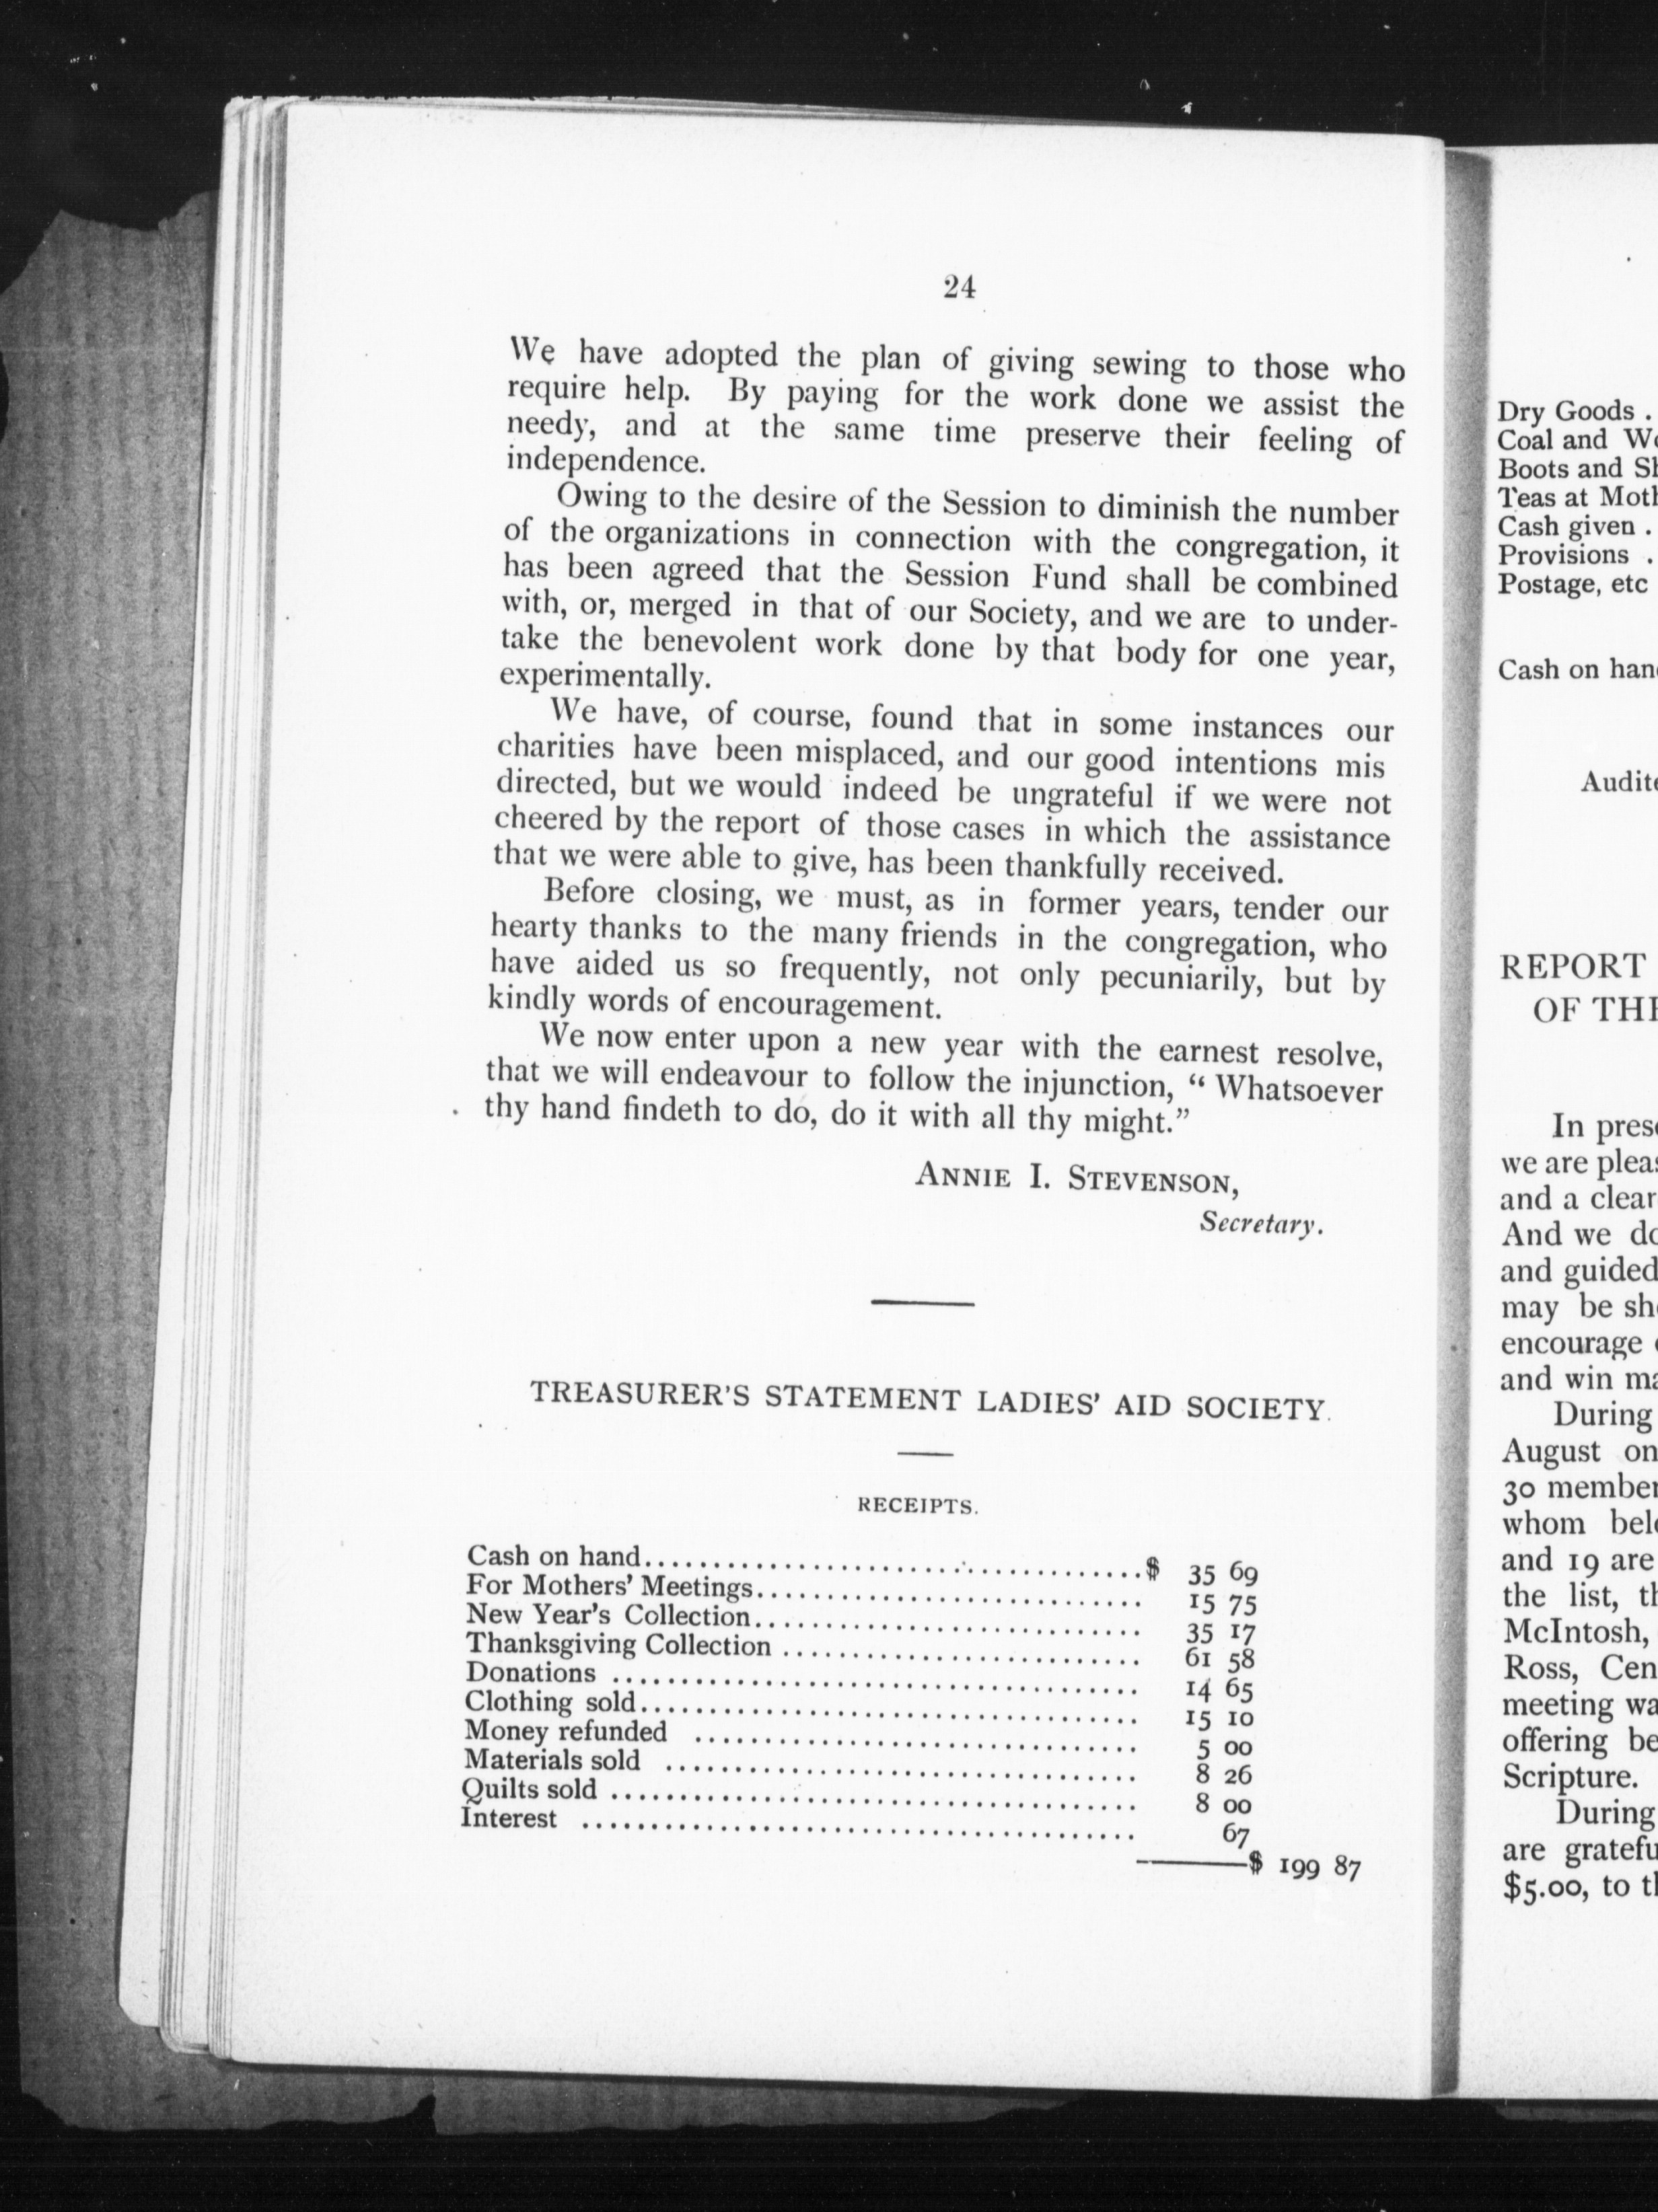 24
We have adopted the plan of giving sewing to those who
require help. By paying for the work done we assist the
needy, and at the same time preserve their feeling of
independence.
Owing to the desire of the Session to diminish the number
of the organizations in connection with the congregation, it
has been agreed that the Session Fund shall be combined
with, or, merged in that of our Society, and we are to under-
take the benevolent work done by that body for one year,
experimentally.
We have, of course, found that in some instances our
charities have been misplaced, and our good intentions mis
directed, but we would indeed be ungrateful if we were not
cheered by the report of those cases in which the assistance
that we were able to give, has been thankfully received.
Before closing, we must, as in former years, tender our
hearty thanks to the many friends in the congregation, who
have aided us so frequently, not only pecuniarily, but by
kindly words of encouragement.
We now enter upon a new year with the earnest resolve,
that we will endeavour to follow the injunction, “ Whatsoever
thy hand findeth to do, do it with all thy might.”
ANNIE I. STEVENSON,
Secretary.
TREASURER'S STATEMENT LADIES' AID SOCIETY.
RECEIPTS.
Cash on hand....................................$ 35 69
For Mothers' Meetings............................ 15 75
New Year's Collection............................ 35 17
Thanksgiving Collection .......................... 61 58
Donations ...................................... 14 65
Clothing sold.................................... 15 10
Money refunded ................................ 5 00
Materials sold .................................. 8 26
Quilts sold ...................................... 8 00
Interest ........................................ 67
$ 199 87
Dry Goods .
Coal and
Boots and
Teas at
Cash given .
Provisions .
Postage, etc
Cash on
REPORT
OF
In
we are
and a clear
And we
and guided
may be
encourage
and win
During
August on
30
whom
and 19 are
the list,
McIntosh,
Ross,
meeting
offering
Scripture.
During
are
$5.00, to